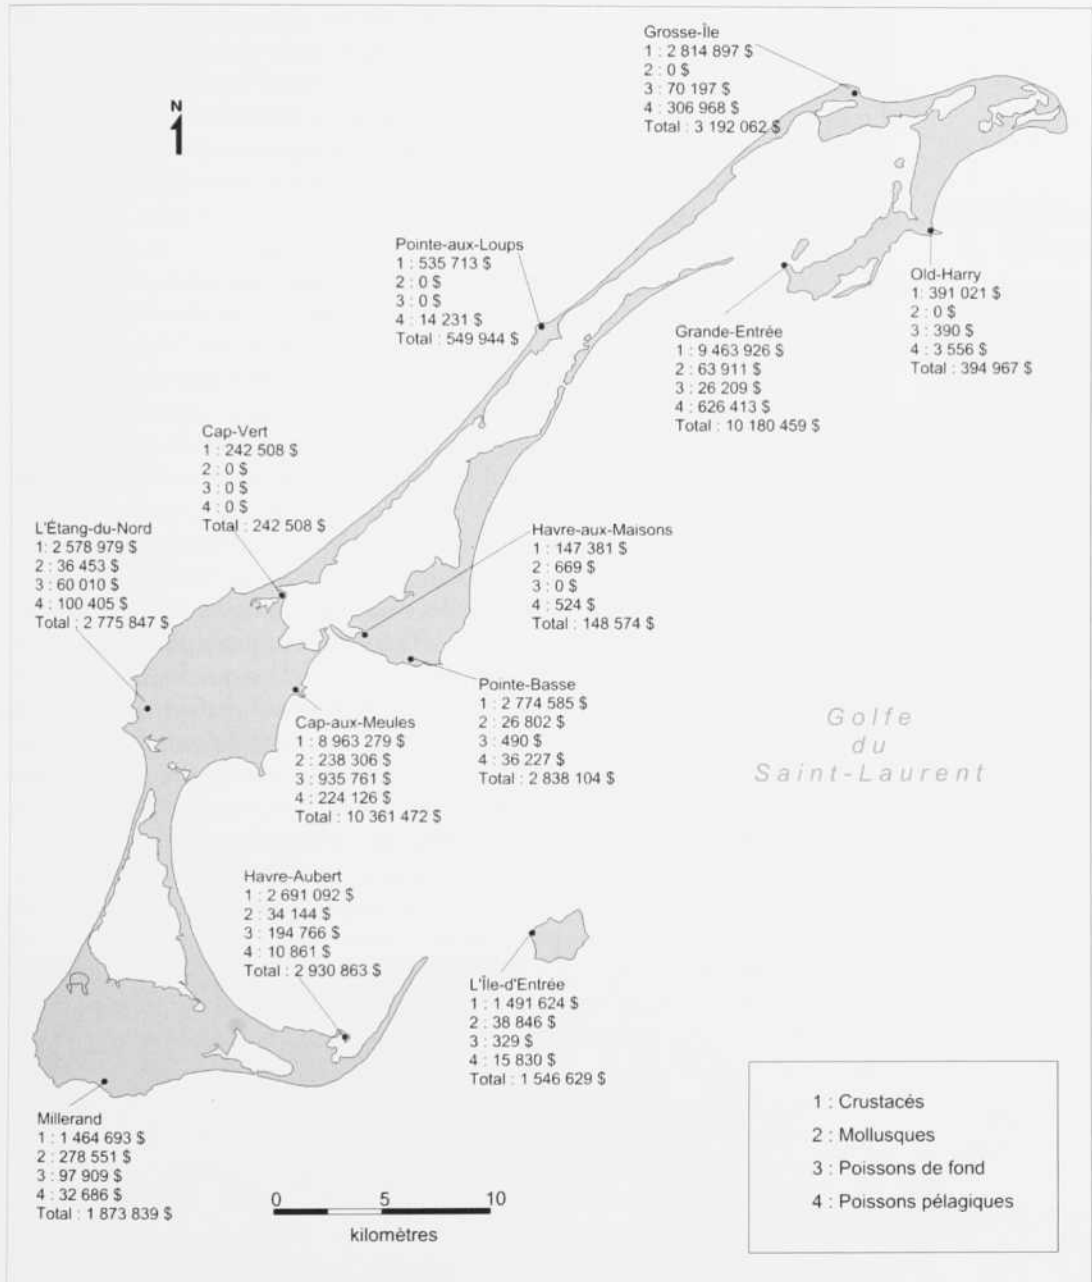 Grosse-Île
1 : 2 814 897 $
2 : 0 $
3 : 70 197 $
4 : 306 968 $
Total : 3 192 062 $
N
Pointe-aux-Loups
1 : 535 713 $
2 : 0 $
3 : 0 $
4 : 14 231 $
Total : 549 944 $
Old-Harry
1: 391 021 $
2 : 0 $
3 : 390 $
4 : 3 556 $
Total : 394 967 $
Grande-Entrée
1 : 9 463 926 $
2 : 63 911 $
3 : 26 209 $
4 : 626 413 $
Total : 10 180 459 $
Cap-Vert
1 : 242 508 $
2 : 0 $
3 : 0 $
4 : 0 $
Total : 242 508 $
L'Étang-du-Nord
1: 2 578 979 $
2 : 36 453 $
3 : 60 010 $
4 : 100 405 $
Total : 2 775 847 $
Havre-aux-Maisons
1 : 147 381 $
2 : 669 $
3 : 0 $
4 : 524 $
Total : 148 574 $
Pointe-Basse
1 : 2 774 585 $
2 : 26 802 $
3 : 490 $
4 : 36 227 $
Total : 2 838 104 $
Cap-aux-Meules
1 : 8 963 279 $
2 : 238 306 $
3 : 935 761 $
4 : 224 126 $
Total : 10 361 472 $
Golfe
du
Saint-Laurent
Havre-Aubert
1 : 2 691 092 $
2 : 34 144 $
3 : 194 766 $
4 : 10 861 $
Total : 2 930 863 $
L'Île-d'Entrée
1 : 1 491 624 $
2 : 38 846 $
3 : 329 $
4 : 15 830 $
Total : 1 546 629 $
Millerand
1 : 1 464 693 $
2 : 278 551 $
3 : 97 909 $
4 : 32 686 $
Total : 1 873 839 $
0 5 10
kilomètres
1 : Crustacés
2 : Mollusques
3 : Poissons de fond
4 : Poissons pélagiques